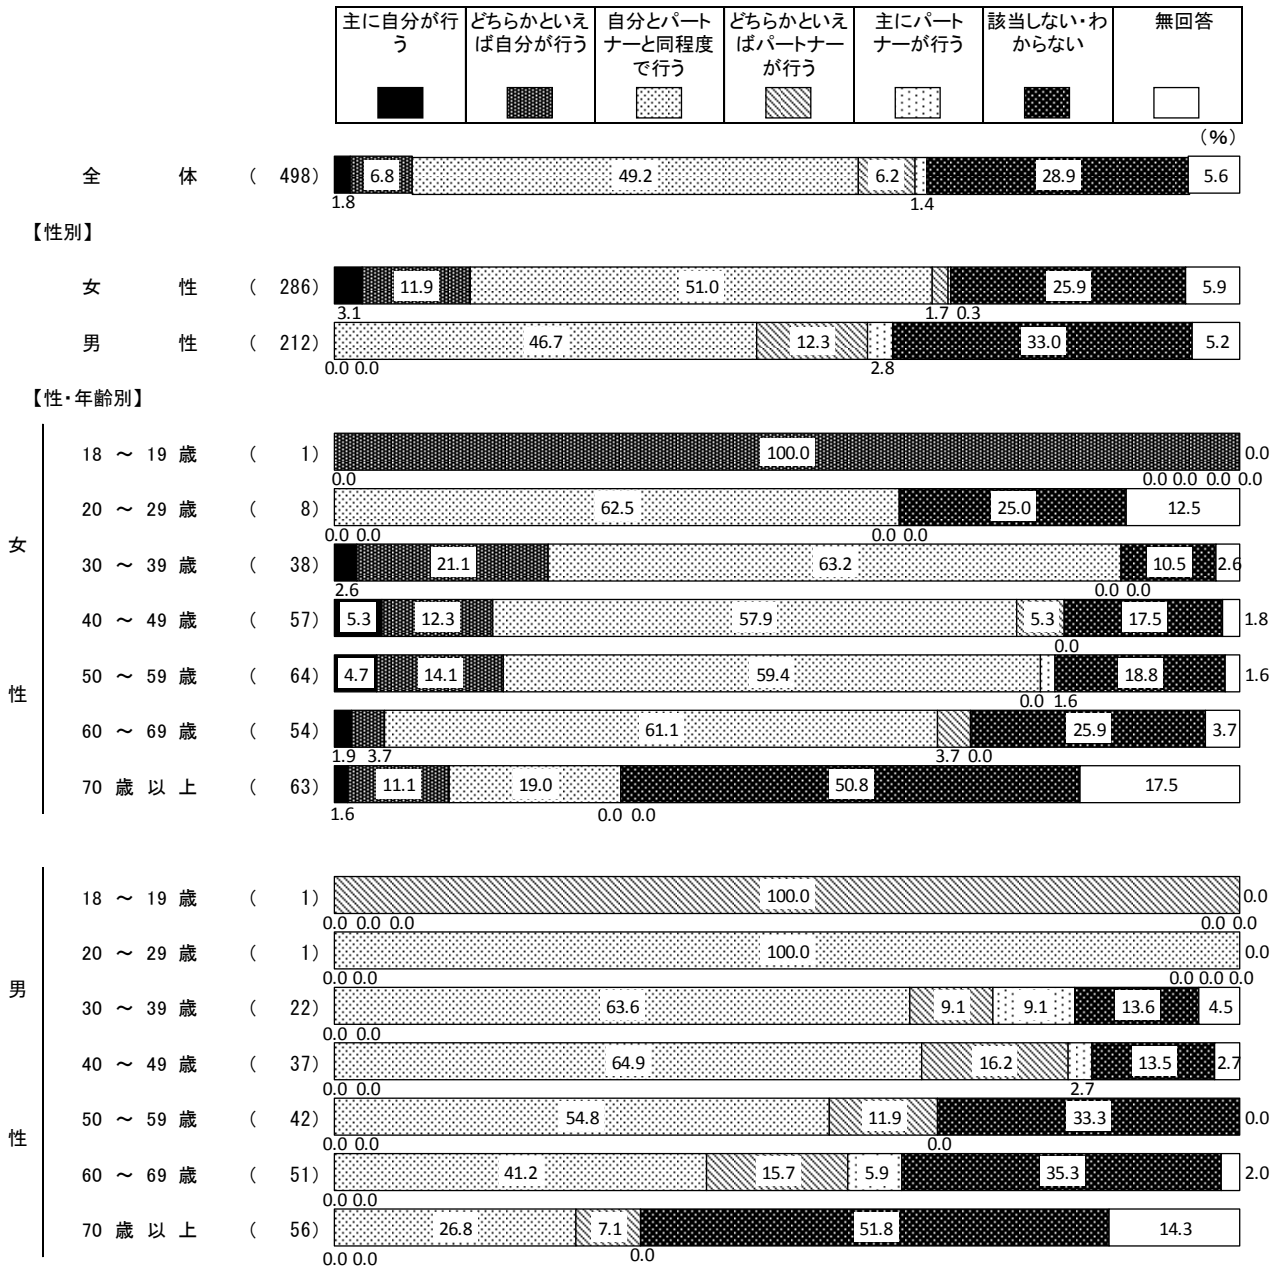 主に自分が行う
どちらかといえば自分が行う
自分とパートナーと同程度で行う
どちらかといえばパートナーが行う
主にパートナーが行う
該当しない・わからない
無回答
(%)
全 体 ( 498) 6.8 49.2 6.2 28.9 5.6
1.8 1.4
【性別】
女 性 ( 286) 11.9 51.0 25.9 5.9
3.1 1.7 0.3
男 性 ( 212) 46.7 12.3 33.0 5.2
0.0 0.0 2.8
【性・年齢別】
女性
18 ～ 19 歳 ( 1) 100.0 0.0
0.0 0.0 0.0 0.0 0.0
20 ～ 29 歳 ( 8) 62.5 25.0 12.5
0.0 0.0 0.0 0.0
30 ～ 39 歳 ( 38) 21.1 63.2 10.5 2.6
2.6 0.0 0.0
40 ～ 49 歳 ( 57) 5.3 12.3 57.9 5.3 17.5 1.8
0.0
50 ～ 59 歳 ( 64) 4.7 14.1 59.4 18.8 1.6
0.0 1.6
60 ～ 69 歳 ( 54) 61.1 25.9 3.7
1.9 3.7 3.7 0.0
70 歳 以 上 ( 63) 11.1 19.0 50.8 17.5
1.6 0.0 0.0
男性
18 ～ 19 歳 ( 1) 100.0 0.0
0.0 0.0 0.0 0.0 0.0
20 ～ 29 歳 ( 1) 100.0 0.0
0.0 0.0 0.0 0.0 0.0
30 ～ 39 歳 ( 22) 63.6 9.1 9.1 13.6 4.5
0.0 0.0
40 ～ 49 歳 ( 37) 64.9 16.2 13.5 2.7
0.0 0.0 2.7
50 ～ 59 歳 ( 42) 54.8 11.9 33.3 0.0
0.0 0.0 0.0
60 ～ 69 歳 ( 51) 41.2 15.7 5.9 35.3 2.0
0.0 0.0
70 歳 以 上 ( 56) 26.8 7.1 51.8 14.3
0.0 0.0 0.0